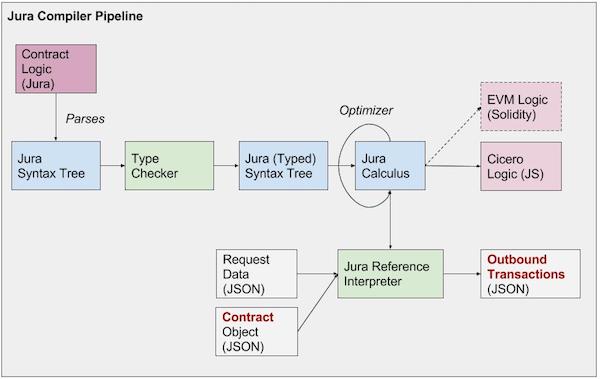 Jura Compiler Pipeline
Contract
Logic
(Jura)
Parses
Optimizer
EVM Logic
(Solidity)
Jura
Syntax Tree
Type
Checker
Jura (Typed)
Syntax Tree
Jura
Calculus
Cicero
Logic (JS)
Request
Data
(JSON)
Jura Reference
Interpreter
Outbound
Transactions
(JSON)
Contract
Object
(JSON)